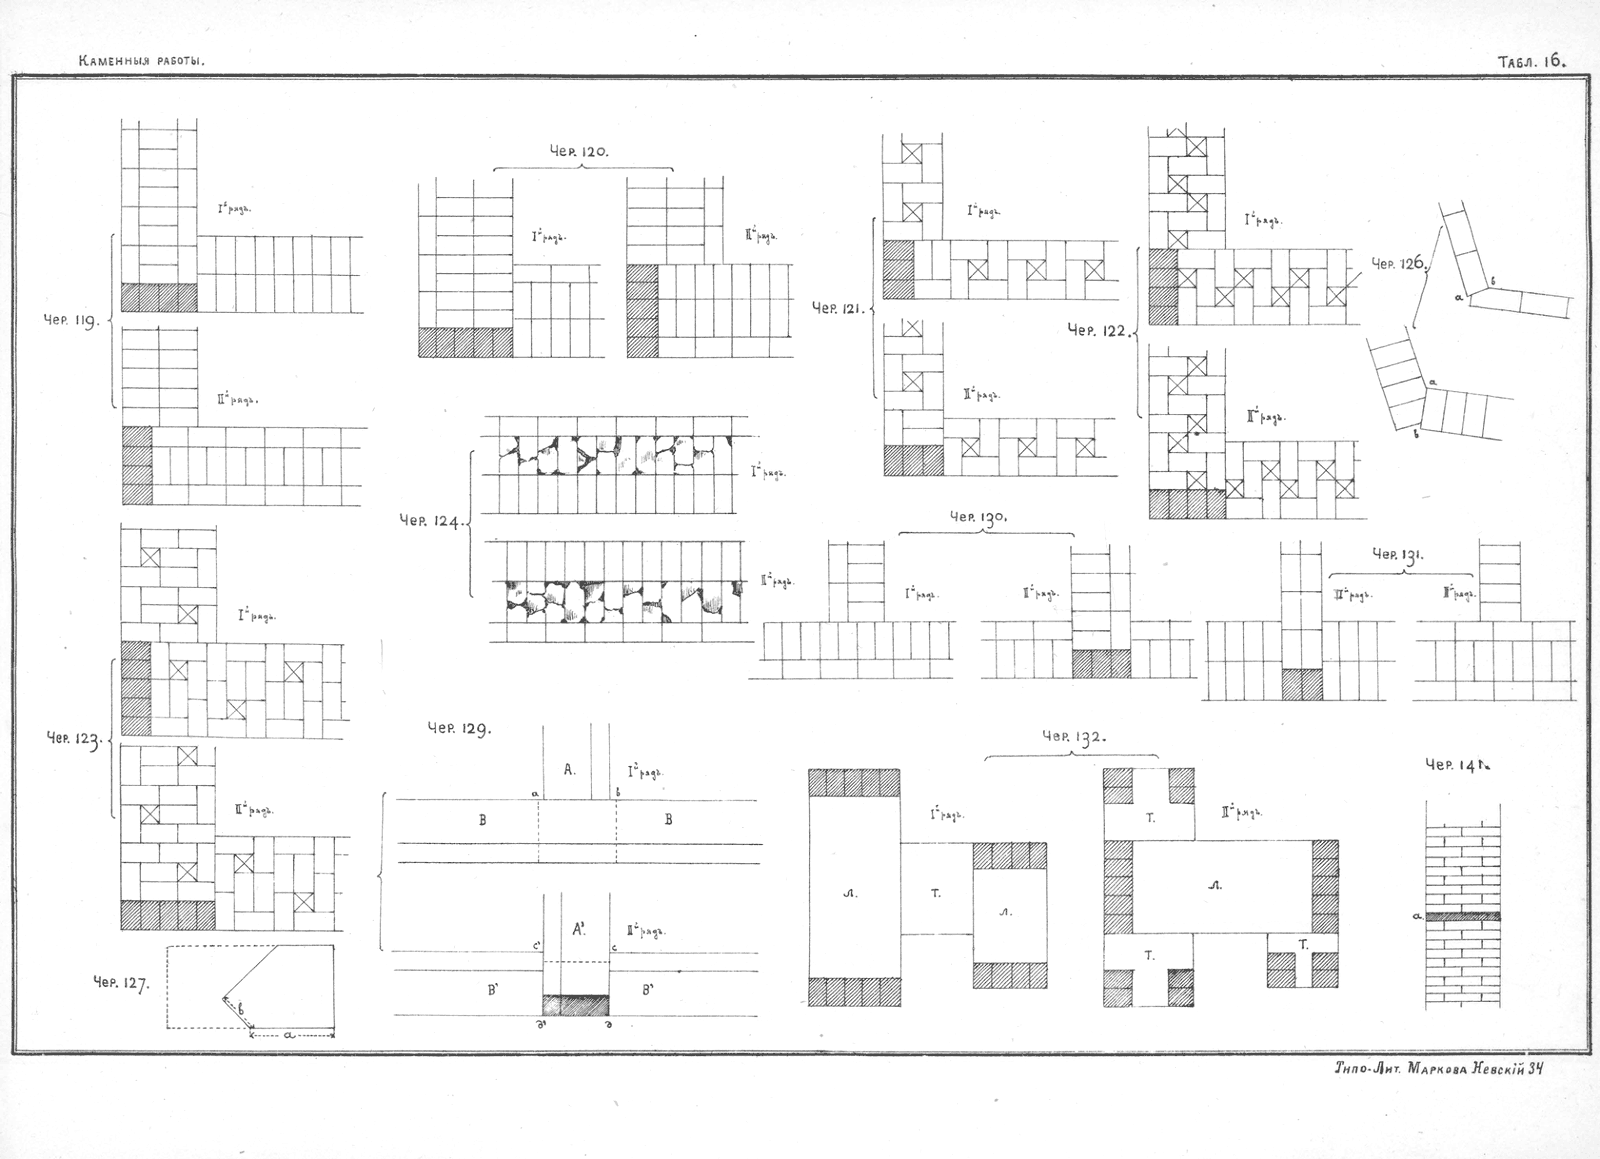 Каменныя работы.
Табл. 16.
Чер. 119.
Iй рядъ.
IIй рядъ.
Чер. 120.
Iй рядъ.
IIй рядъ.
Чер. 121.
Iй рядъ.
IIй рядъ.
Чер. 122.
Iй рядъ.
IIй рядъ.
Чер. 126.
а
в
а
в
Чер. 124.
Iй рядъ.
IIй рядъ.
Чер. 130.
Iй рядъ.
IIй рядъ.
Чер. 131.
IIй рядъ.
IIй рядъ.
Чер. 123.
Iй рядъ.
IIй рядъ.
Чер. 129.
А.
Iй рядъ.
а
в
В
В
А'.
IIй рядъ.
с'
с
В'
В'
д'
д
Чер. 132.
Iй рядъ.
Л.
Т.
Л.
IIй рядъ.
Т.
Л.
Т.
Т.
Чер. 141.
а.
Чер. 127.
в
а
Типо-Лит. Маркова Невскій 34